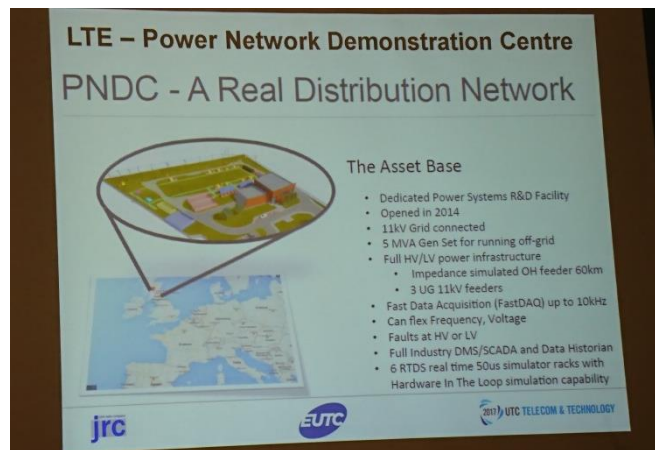 LTE – Power Network Demonstration Centre
PNDC - A Real Distribution Network
The Asset Base
• Dedicated Power Systems R&D Facility
• Opened in 2014
• 11kV Grid connected
• 5 MVA Gen Set for running off-grid
• Full HV/LV power infrastructure
• Impedance simulated OH feeder 60km
• 3 UG 11kV feeders
• Fast Data Acquisition (FastDAQ) up to 10kHz
• Can flex Frequency, Voltage
• Faults at HV or LV
• Full Industry DMS/SCADA and Data Historian
• 6 RTDS real time 50us simulator racks with
Hardware In The Loop simulation capability
jrc
EUTC
2017 UTC TELECOM & TECHNOLOGY